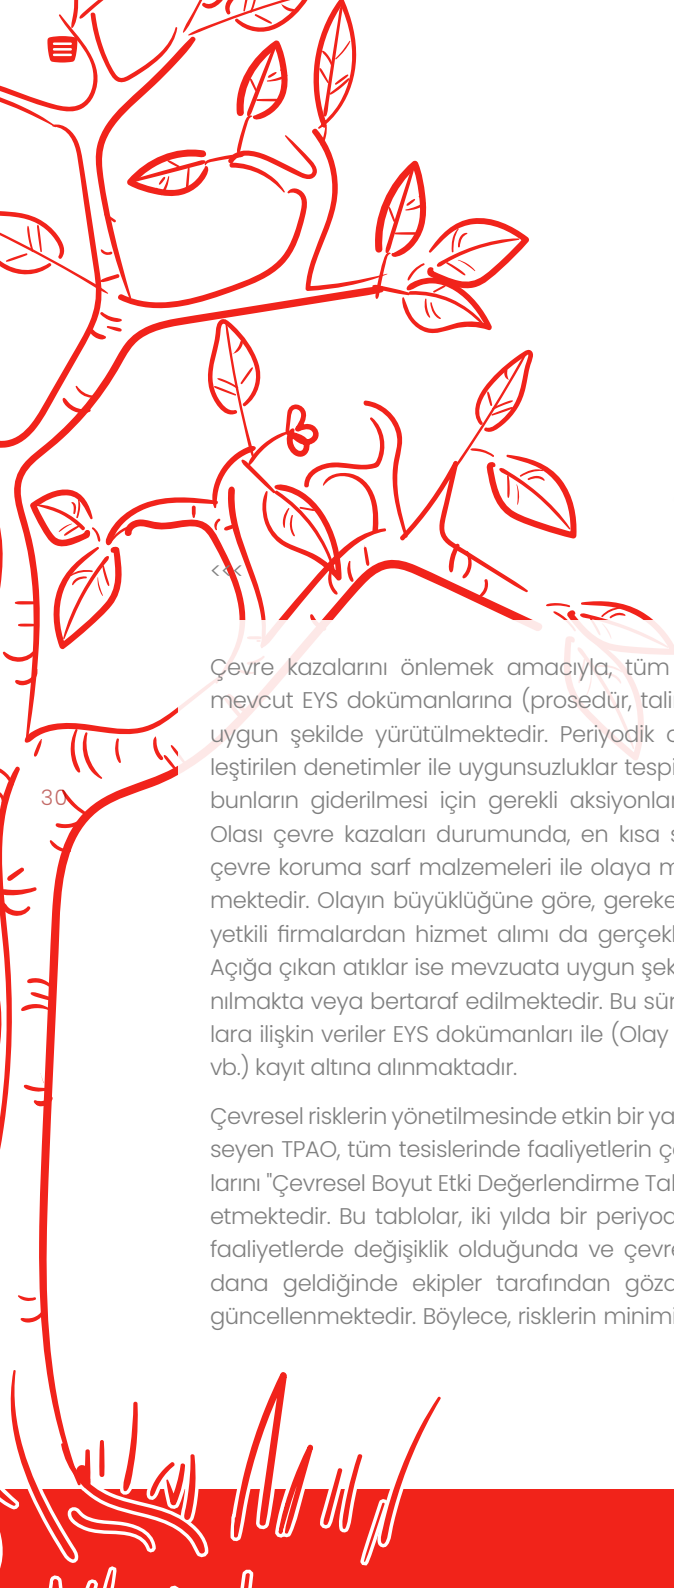 <<<
Çevre kazalarını önlemek amacıyla, tüm
mevcut EYS dokümanlarına (prosedür, tali
uygun şekilde yürütülmektedir. Periyodik
leştirilen denetimler ile uygunsuzluklar tespi
bunların giderilmesi için gerekli aksiyonlar
30
Olası çevre kazaları durumunda, en kısa s
çevre koruma sarf malzemeleri ile olaya m
mektedir. Olayın büyüklüğüne göre, gereke
yetkili firmalardan hizmet alımı da gerçekl
Açığa çıkan atıklar ise mevzuata uygun şek
nılmakta veya bertaraf edilmektedir. Bu sür
lara ilişkin veriler EYS dokümanları ile (Olay
vb.) kayıt altına alınmaktadır.
Çevresel risklerin yönetilmesinde etkin bir ya
seyen TPAO, tüm tesislerinde faaliyetlerin ç
larını "Çevresel Boyut Etki Değerlendirme Ta
etmektedir. Bu tablolar, iki yılda bir periyo
faaliyetlerde değişiklik olduğunda ve çevre
dana geldiğinde ekipler tarafından göz
güncellenmektedir. Böylece, risklerin minimi